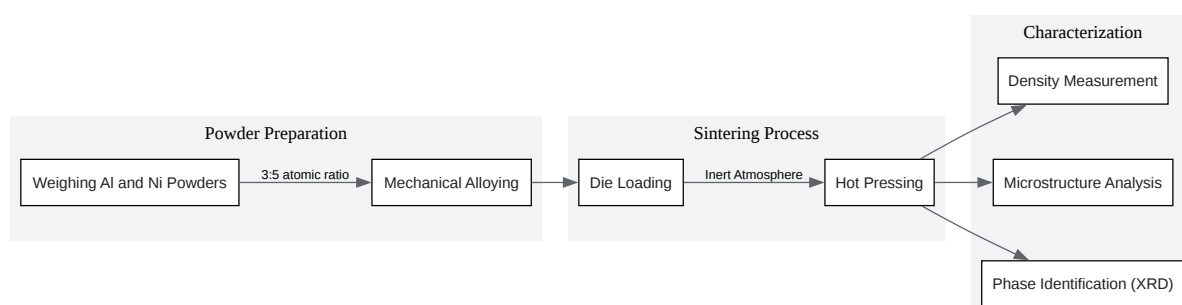 Characterization
Density Measurement
Powder Preparation
Sintering Process
Weighing Al and Ni Powders
3:5 atomic ratio
Mechanical Alloying
Die Loading
Inert Atmosphere
Hot Pressing
Microstructure Analysis
Phase Identification (XRD)